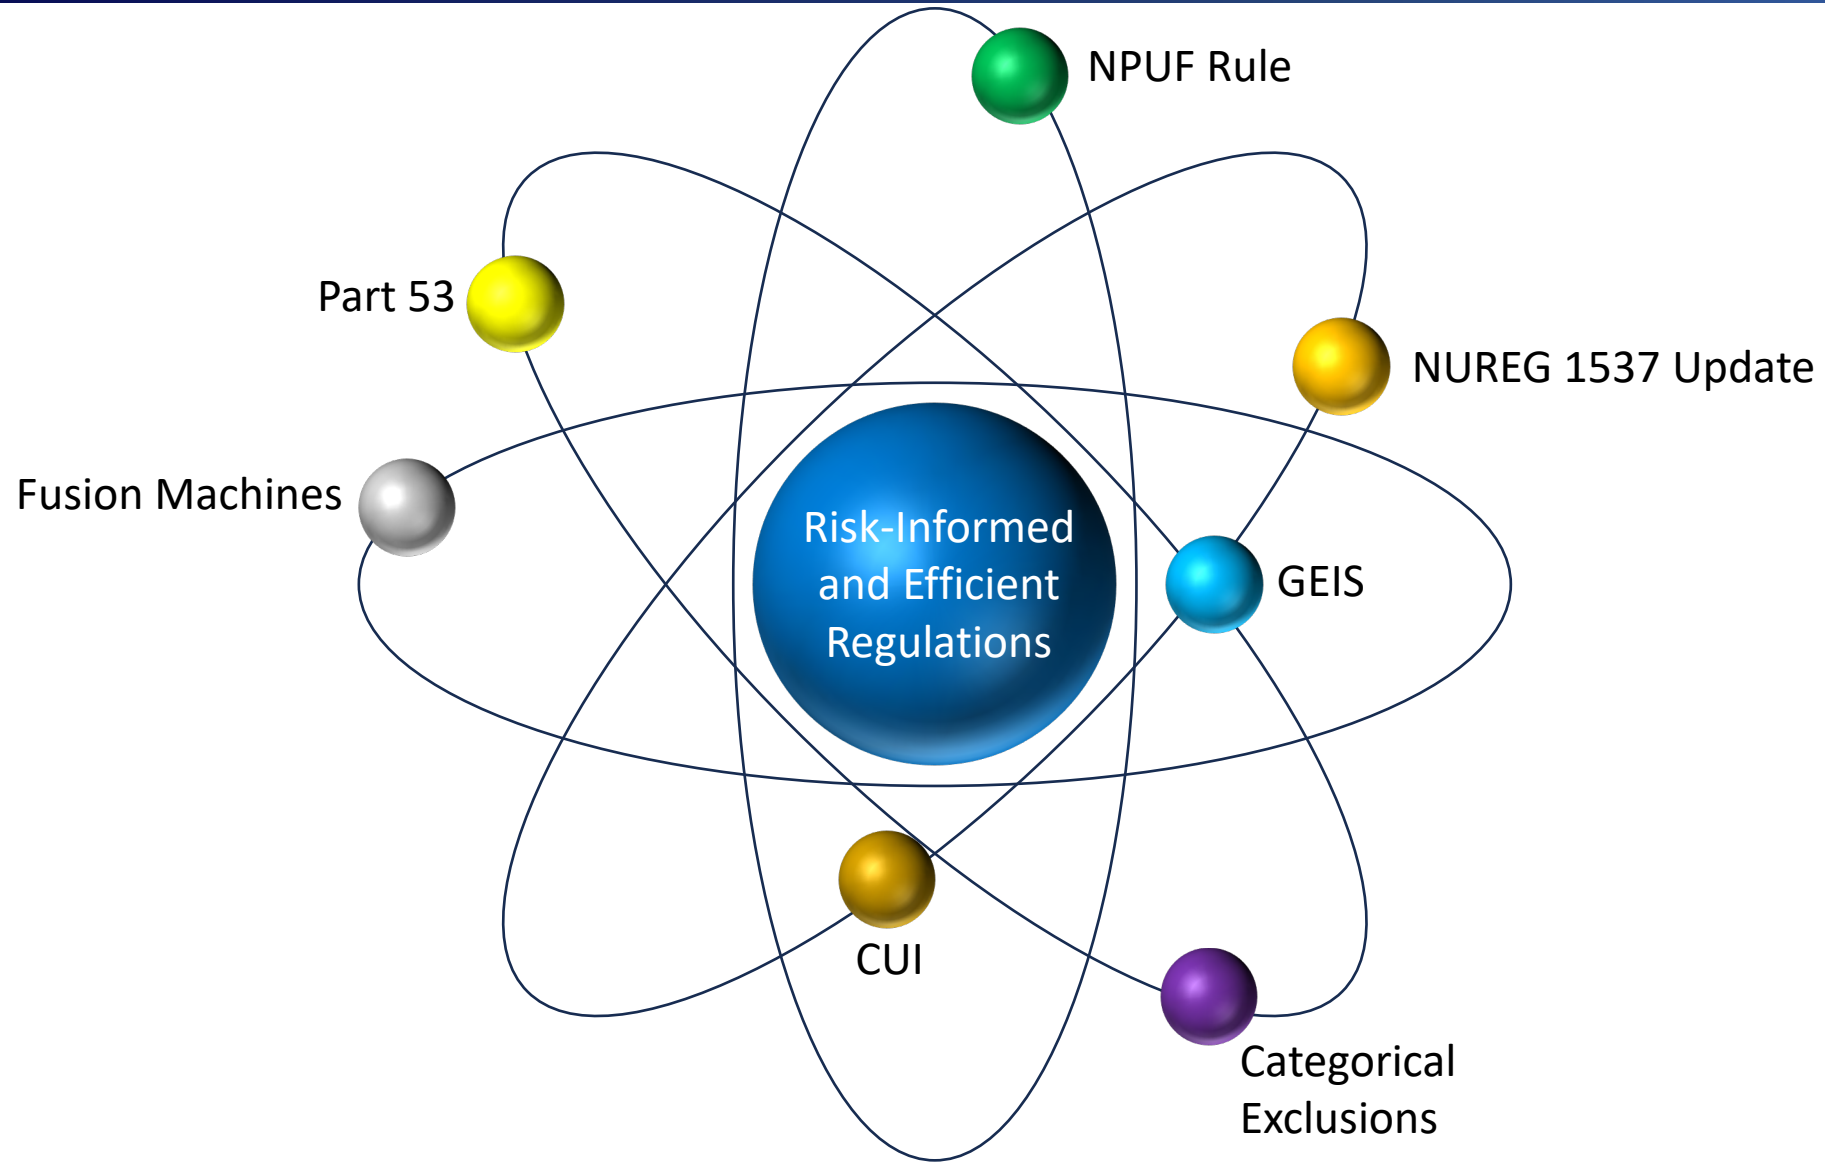 NPUF Rule
Part 53
NUREG 1537 Update
Fusion Machines
Risk-Informed
and Efficient
Regulations
GEIS
CUI
Categorical
Exclusions